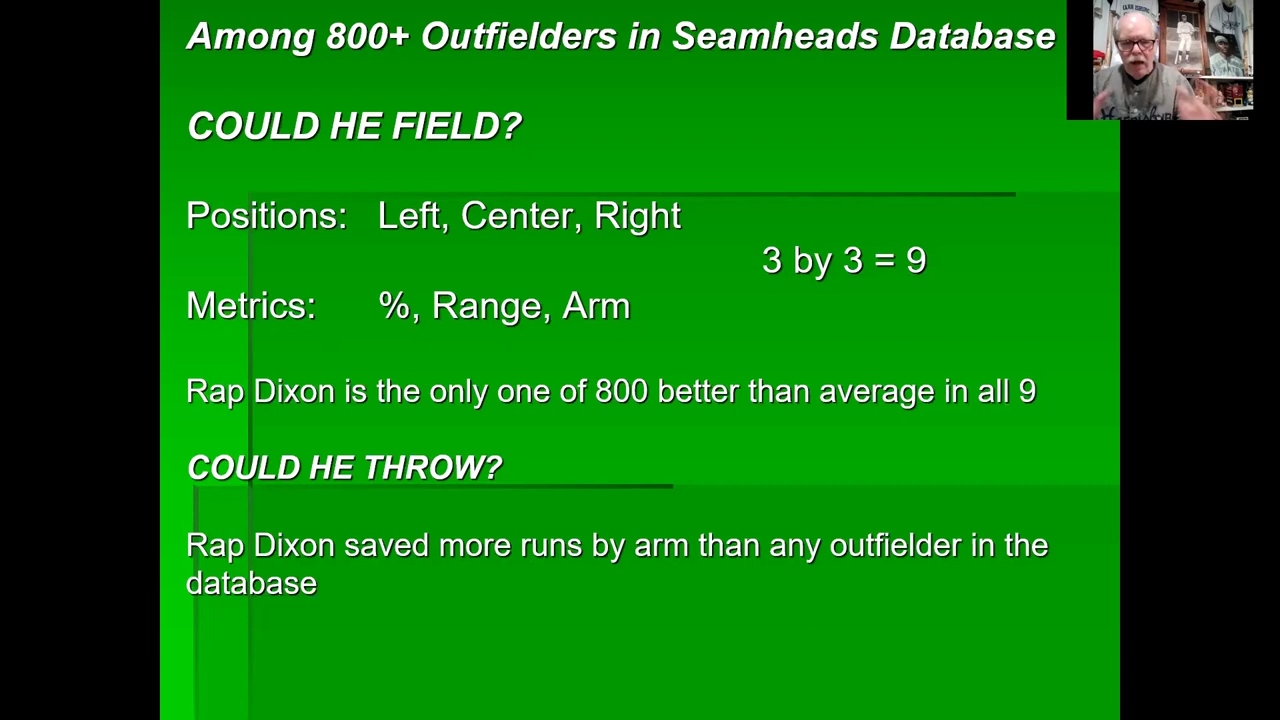 Among 800+ Outfielders in Seamheads Database
COULD HE FIELD?
Positions: Left, Center, Right
3 by 3 = 9
Metrics: %, Range, Arm
Rap Dixon is the only one of 800 better than average in all 9
COULD HE THROW?
Rap Dixon saved more runs by arm than any outfielder in the
database